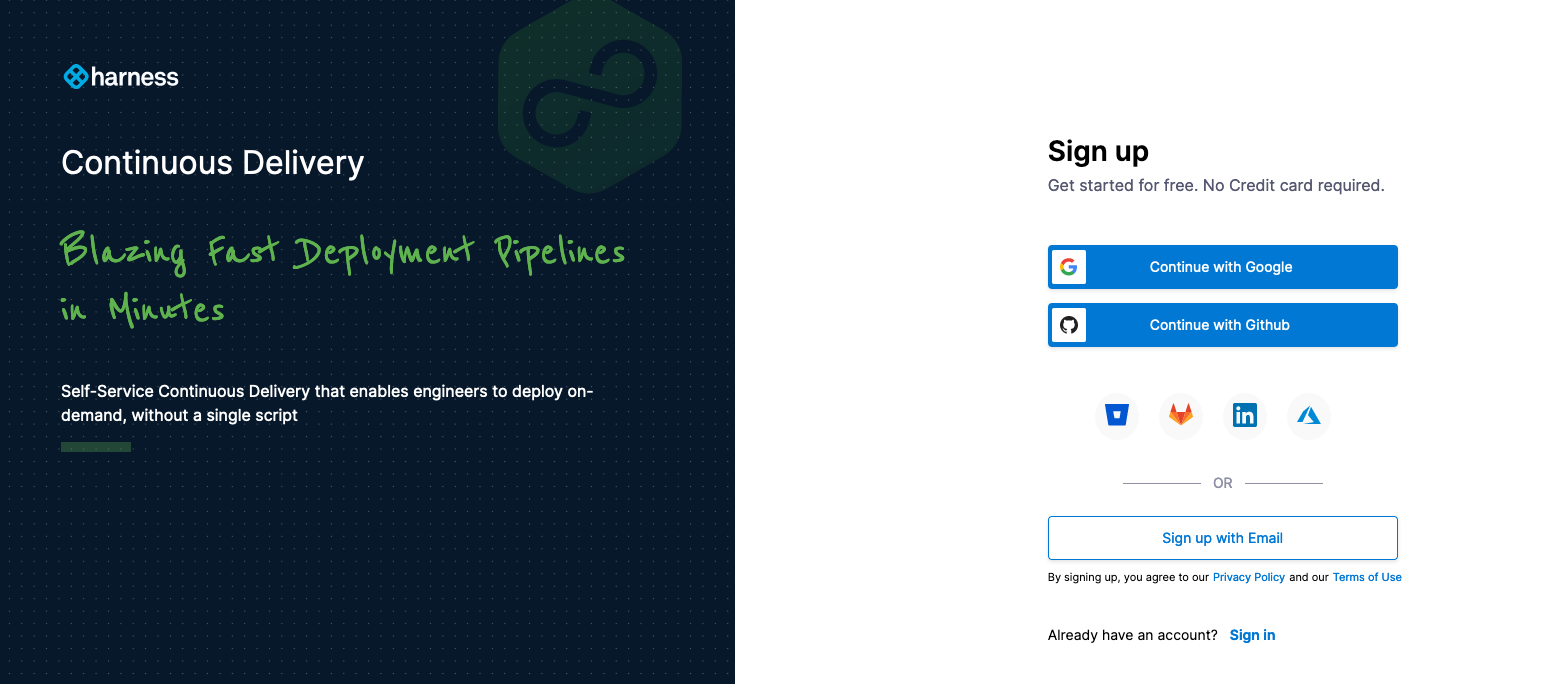 harness
Continuous Delivery
Blazing Fast Deployment Pipelines
in Minutes
Self-Service Continuous Delivery that enables engineers to deploy on-
demand, without a single script
Sign up
Get started for free. No Credit card required.
Continue with Google
Continue with Github
in
OR
Sign up with Email
By signing up, you agree to our Privacy Policy and our Terms of Use
Already have an account? Sign in